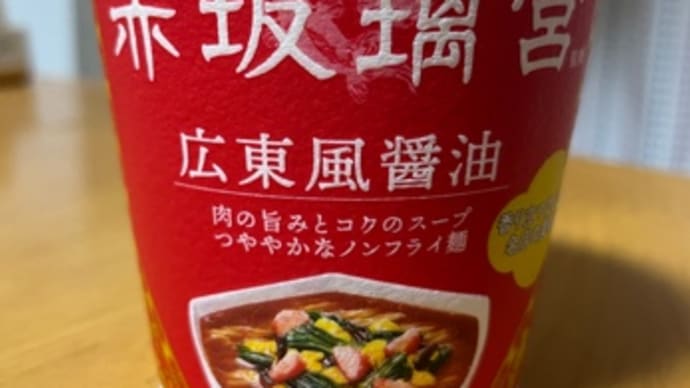 赤坂璃宮
広東風醤油
肉の旨みとコクのスープ
つややかなノンフライ麺